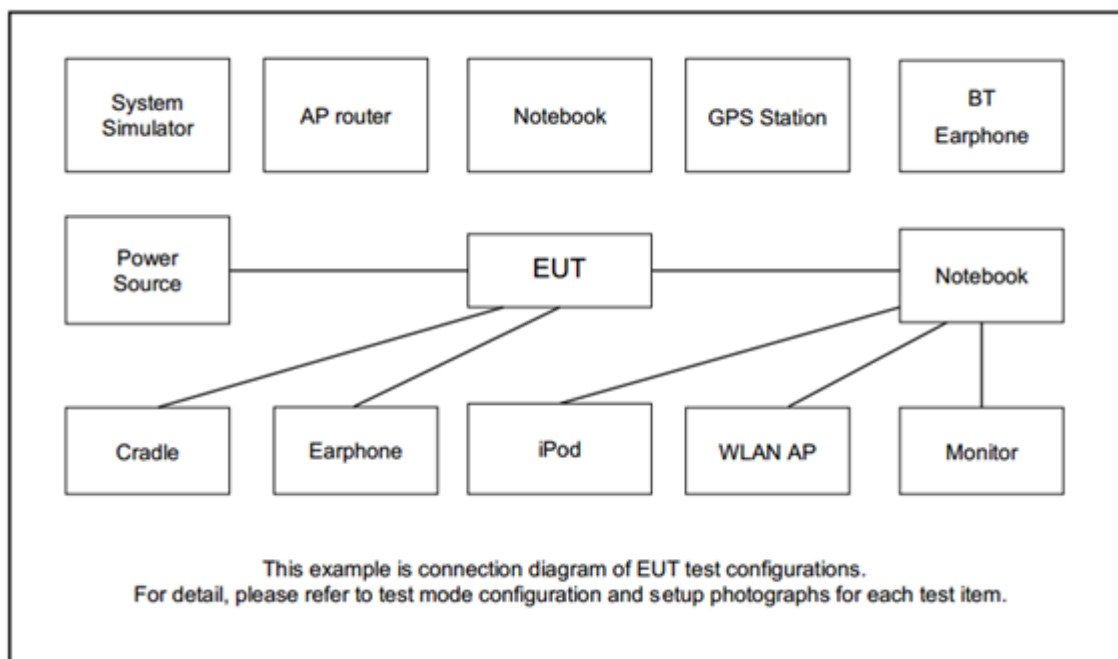 System
Simulator
AP router
Notebook
GPS Station
BT
Earphone
Power
Source
EUT
Notebook
Cradle
Earphone
iPod
WLAN AP
Monitor
This example is connection diagram of EUT test configurations.
For detail, please refer to test mode configuration and setup photographs for each test item.